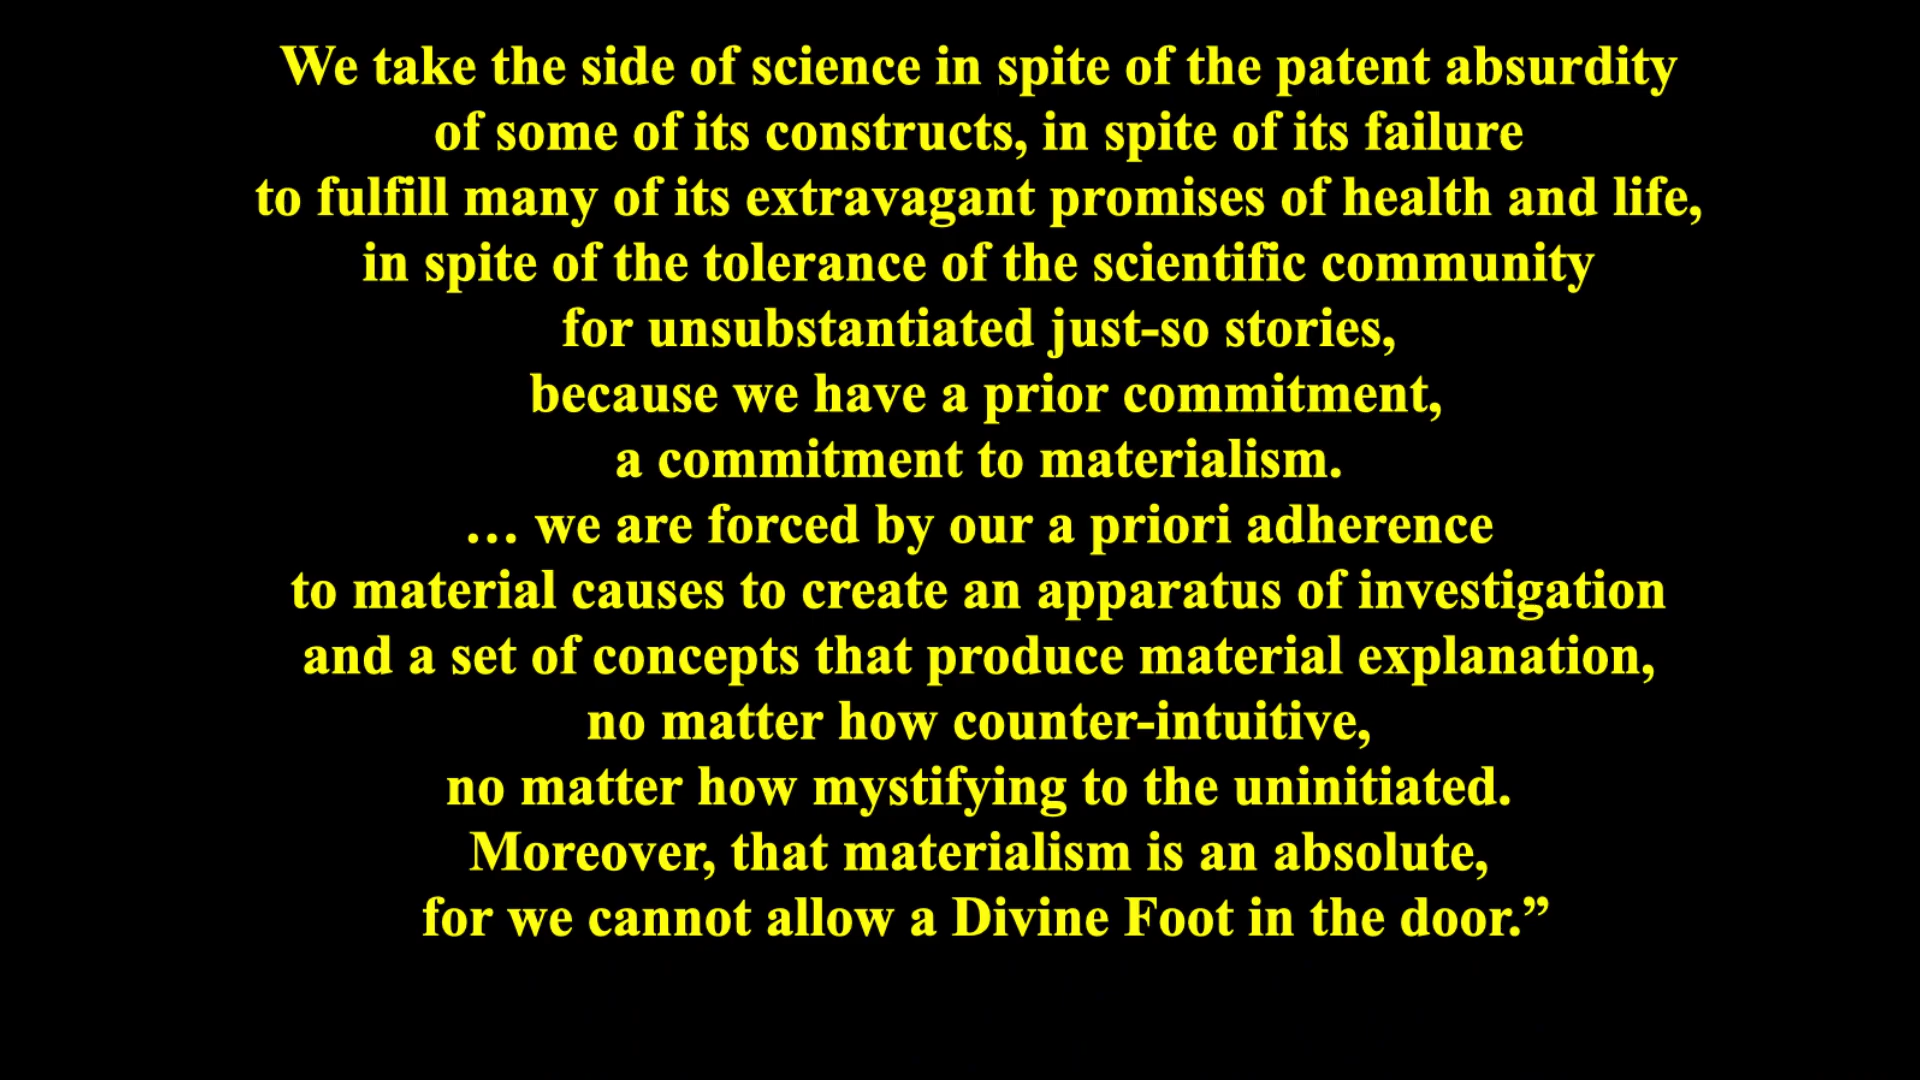 We take the side of science in spite of the patent absurdity
of some of its constructs, in spite of its failure
to fulfill many of its extravagant promises of health and life,
in spite of the tolerance of the scientific community
for unsubstantiated just-so stories,
because we have a prior commitment,
a commitment to materialism.
… we are forced by our a priori adherence
to material causes to create an apparatus of investigation
and a set of concepts that produce material explanation,
no matter how counter-intuitive,
no matter how mystifying to the uninitiated.
Moreover, that materialism is an absolute,
for we cannot allow a Divine Foot in the door.”